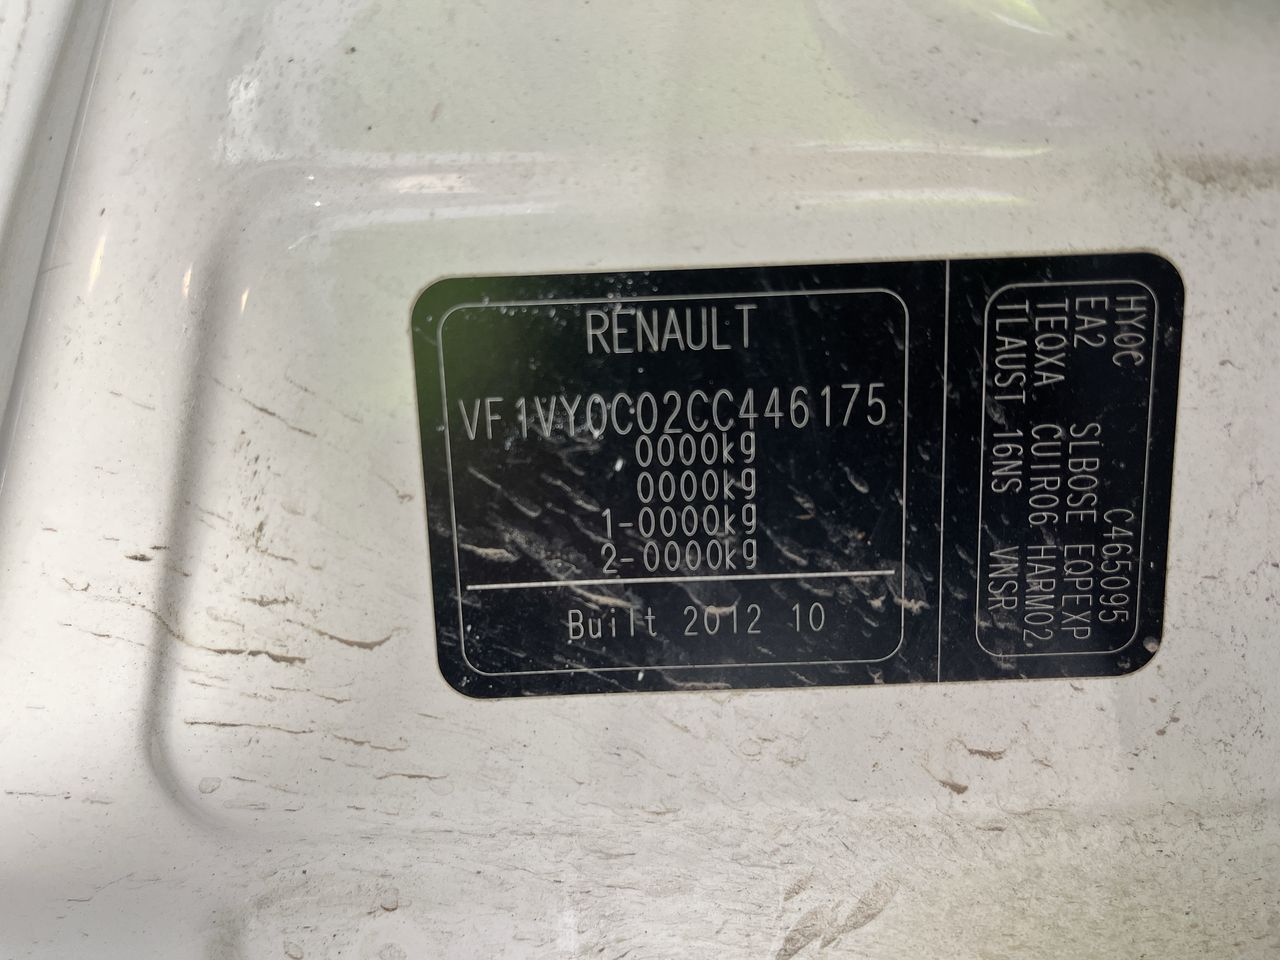 RENAULT
VF1VY0C02CC446175
0000kg
0000kg
1-0000kg
2-0000kg
Built 2012 10
HY0C C465095
EA2 SLBOSE EQPEXP
TEQXA CUIR06 HARM02
TLAUST 16NS VNSR